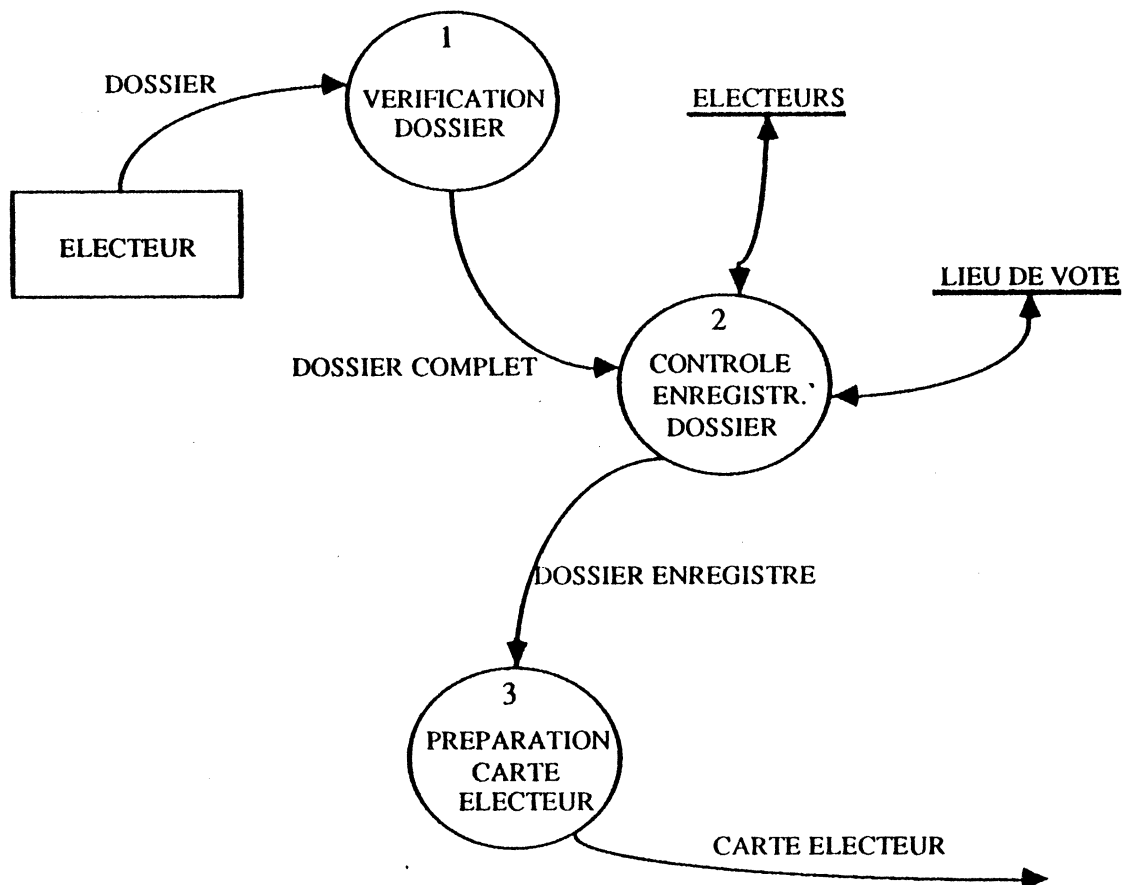 1
VERIFICATION
DOSSIER
DOSSIER
ELECTEURS
ELECTEUR
LIEU DE VOTE
2
CONTROLE
ENREGISTR.
DOSSIER
DOSSIER COMPLET
DOSSIER ENREGISTRE
3
PREPARATION
CARTE
ELECTEUR
CARTE ELECTEUR